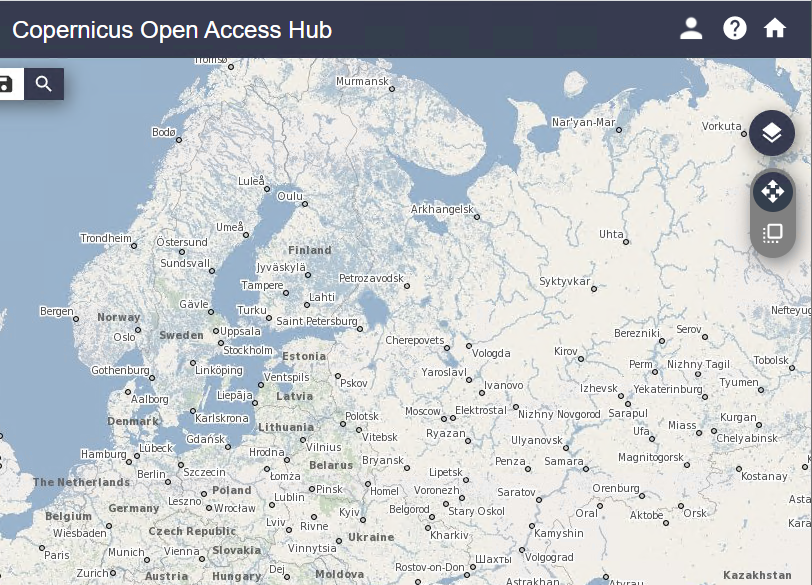 Copernicus Open Access Hub
Tromsø
Murmansk
Nar'yan-Mar
Vorkuta
Bodø
Luleå
Oulu
Arkhangelsk
Umeå
Uhta
Trondheim
Östersund
Finland
Sundsvall
Jyväskylä
Petrozavodsk
Syktyvkar
Tampere
Lahti
Gävle
Bergen
Norway
Turku
Saint Petersburg
Nefteyug
Oslo
Sweden
Uppsala
Berezniki
Serov
Stockholm
Cherepovets
Vologda
Kirov
Estonia
Gothenburg
Linköping
Ventspils
Pskov
Yaroslavl
Ivanovo
Perm
Nizhny Tagil
Tobolsk
Aalborg
Liepāja
Latvia
Izhevsk
Yekaterinburg
Tyumen
Denmark
Karlskrona
Polotsk
Moscow
Elektrostal
Nizhny Novgorod
Sarapul
Kurgan
Lithuania
Gdańsk
Vilnius
Vitebsk
Ryazan
Ulyanovsk
Ufa
Miass
Chelyabinsk
Hamburg
Lübeck
Hrodna
Belarus
Bryansk
Penza
Samara
Magnitogorsk
Berlin
Szczecin
Łomża
Lipetsk
Kostanay
The Netherlands
Poland
Pinsk
Homel
Voronezh
Saratov
Orenburg
Leszno
Wrocław
Lublin
Belgorod
Stary Oskol
Oral
Aktobe
Orsk
Asta
Belgium
Germany
Lviv
Rivne
Kyiv
Kara
Wiesbaden
Czech Republic
Ukraine
Kharkiv
Kamyshin
Paris
Munich
Vienna
Slovakia
Vinnytsia
Шахты
Volgograd
Zurich
Austria
Hungary
Dej
Moldova
Rostov-on-Don
Astrakhan
Atyrau
Kazakhstan